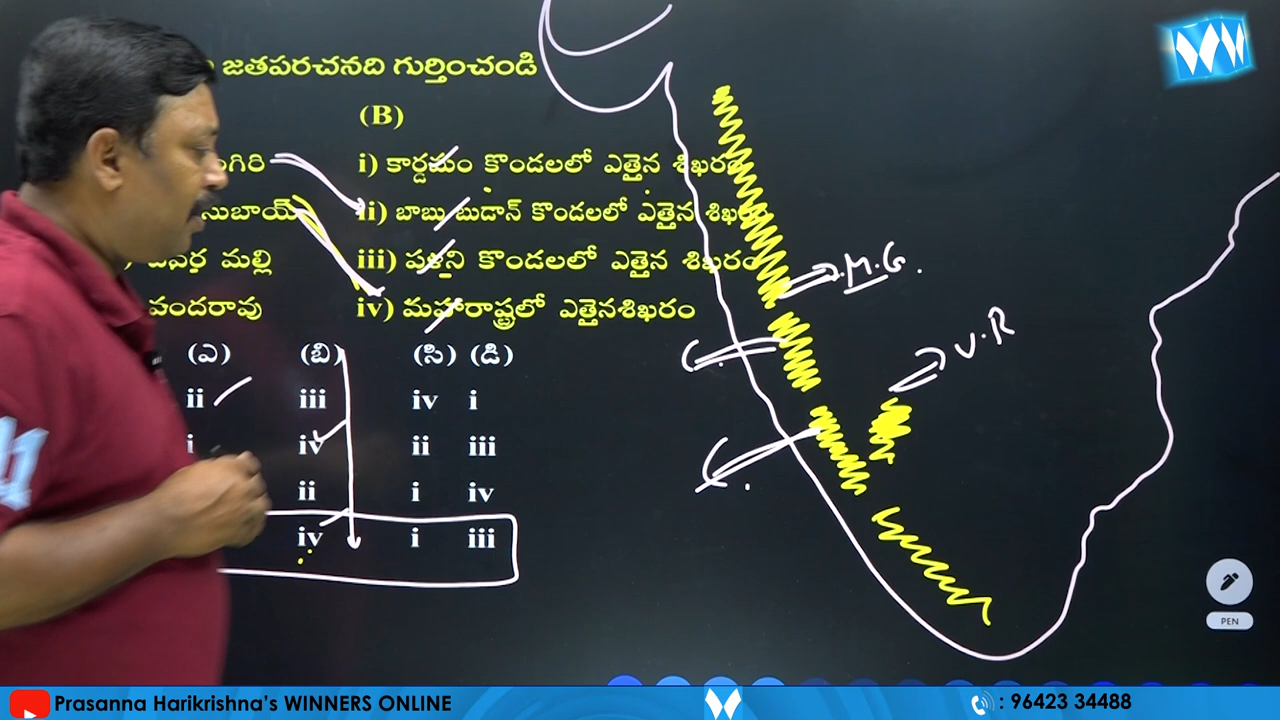 జతపరచనది గుర్తించండి
(B)
i) కార్డమం కొండలలో ఎత్తైన శిఖరం
ii) బాబు బుడాన్ కొండలలో ఎత్తైన
సుబాయ్
iii) పళని కొండలలో ఎత్తైన శిఖరం
మల్లి
iv) మహారాష్ట్రలో ఎత్తైనశిఖరం
వందరావు
(ఎ) (బి) (సి) (డి)
ii iii iv i
i iv ii iii
ii i iv
iv i iii
M.G.
V.R
PEN
Prasanna Harikrishna's WINNERS ONLINE
: 96423 34488